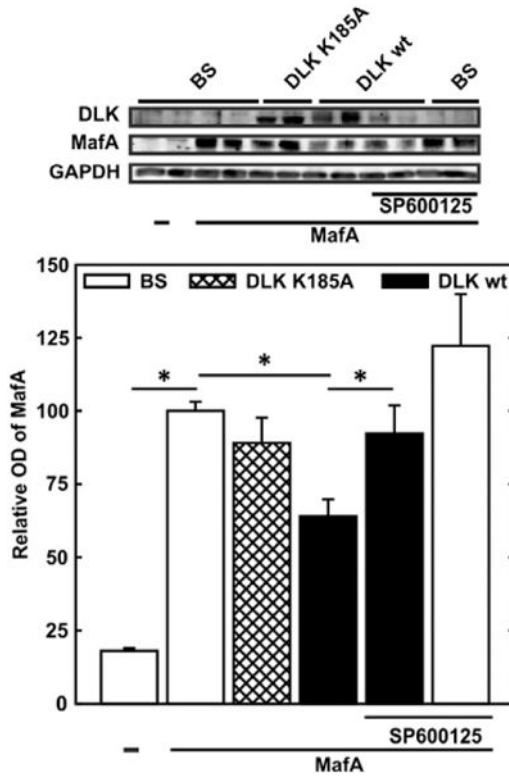 BS DLK K185A DLK wt BS
DLK
MafA
GAPDH
SP600125
–
MafA
150
BS DLK K185A DLK wt
125
100
75
50
25
0
* * *
Relative OD of MafA
SP600125
–
MafA